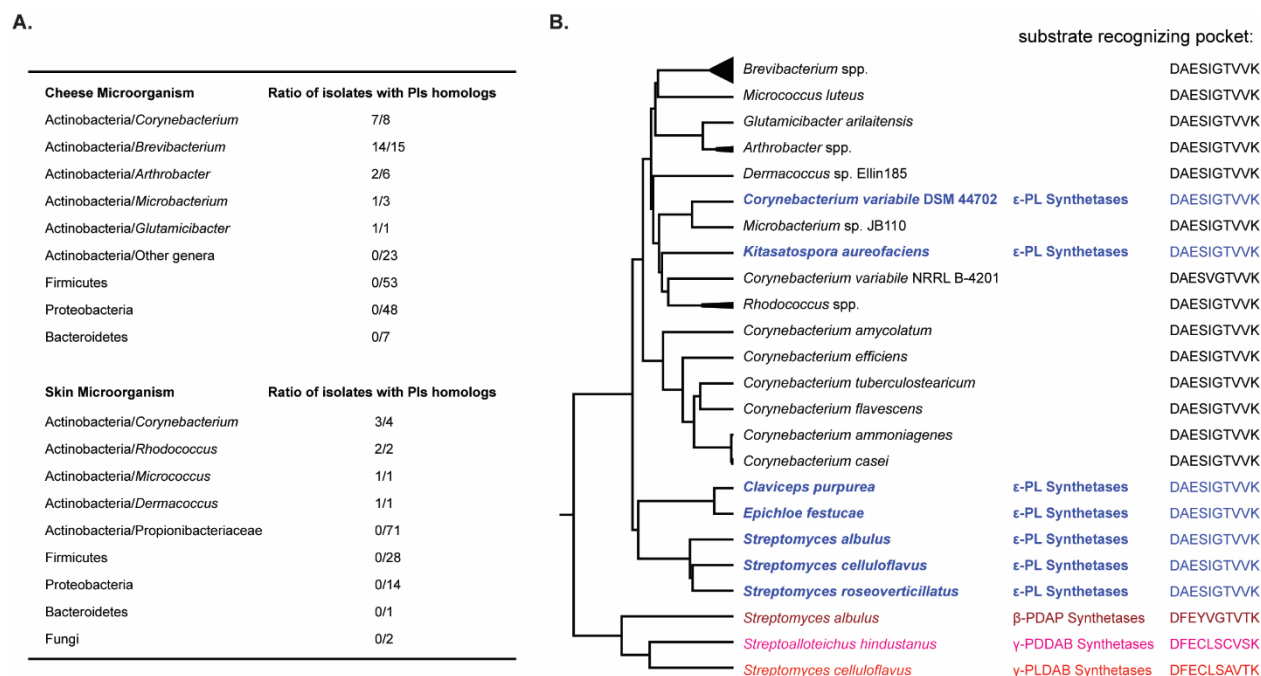 A.
Cheese Microorganism Ratio of isolates with Pls homologs
Actinobacteria/Corynebacterium 7/8
Actinobacteria/Brevibacterium 14/15
Actinobacteria/Arthrobacter 2/6
Actinobacteria/Microbacterium 1/3
Actinobacteria/Glutamicibacter 1/1
Actinobacteria/Other genera 0/23
Firmicutes 0/53
Proteobacteria 0/48
Bacteroidetes 0/7
Skin Microorganism Ratio of isolates with Pls homologs
Actinobacteria/Corynebacterium 3/4
Actinobacteria/Rhodococcus 2/2
Actinobacteria/Micrococcus 1/1
Actinobacteria/Dermacoccus 1/1
Actinobacteria/Propionibacteriaceae 0/71
Firmicutes 0/28
Proteobacteria 0/14
Bacteroidetes 0/1
Fungi 0/2
B.
substrate recognizing pocket:
Brevibacterium spp. DAESIGTVVK
Micrococcus luteus DAESIGTVVK
Glutamicibacter arilaitensis DAESIGTVVK
Arthrobacter spp. DAESIGTVVK
Dermacoccus sp. Ellin185 DAESIGTVVK
Corynebacterium variabile DSM 44702 ε-PL Synthetases DAESIGTVVK
Microbacterium sp. JB110 DAESIGTVVK
Kitasatospora aureofaciens ε-PL Synthetases DAESIGTVVK
Corynebacterium variabile NRRL B-4201 DAESVGTVVK
Rhodococcus spp. DAESIGTVVK
Corynebacterium amycolatum DAESIGTVVK
Corynebacterium efficiens DAESIGTVVK
Corynebacterium tuberculostearicum DAESIGTVVK
Corynebacterium flavescens DAESIGTVVK
Corynebacterium ammoniagenes DAESIGTVVK
Corynebacterium casei DAESIGTVVK
Claviceps purpurea ε-PL Synthetases DAESIGTVVK
Epichloe festucae ε-PL Synthetases DAESIGTVVK
Streptomyces albulus ε-PL Synthetases DAESIGTVVK
Streptomyces celluloflavus ε-PL Synthetases DAESIGTVVK
Streptomyces roseoverticillatus ε-PL Synthetases DAESIGTVVK
Streptomyces albulus β-PDAP Synthetases DFEYVGTVTK
Streptoalloteichus hindustanus γ-PDDAB Synthetases DFECLSCVSK
Streptomyces celluloflavus γ-PLDAB Synthetases DFECLSAVTK